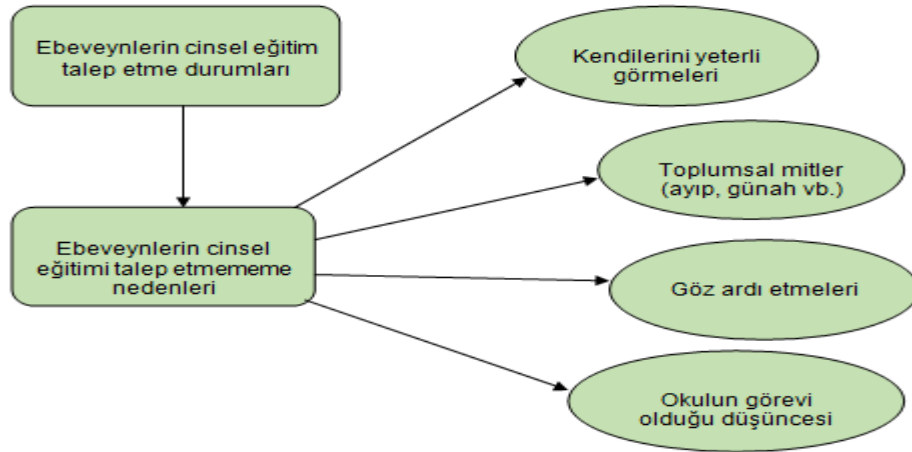 Ebeveynlerin cinsel eğitim
talep etme durumları
Kendilerini yeterli
görmeleri
Toplumsal mitler
(ayıp, günah vb.)
Ebeveynlerin cinsel
eğitimi talep etmememe
nedenleri
Göz ardı etmeleri
Okulun görevi
olduğu düşüncesi